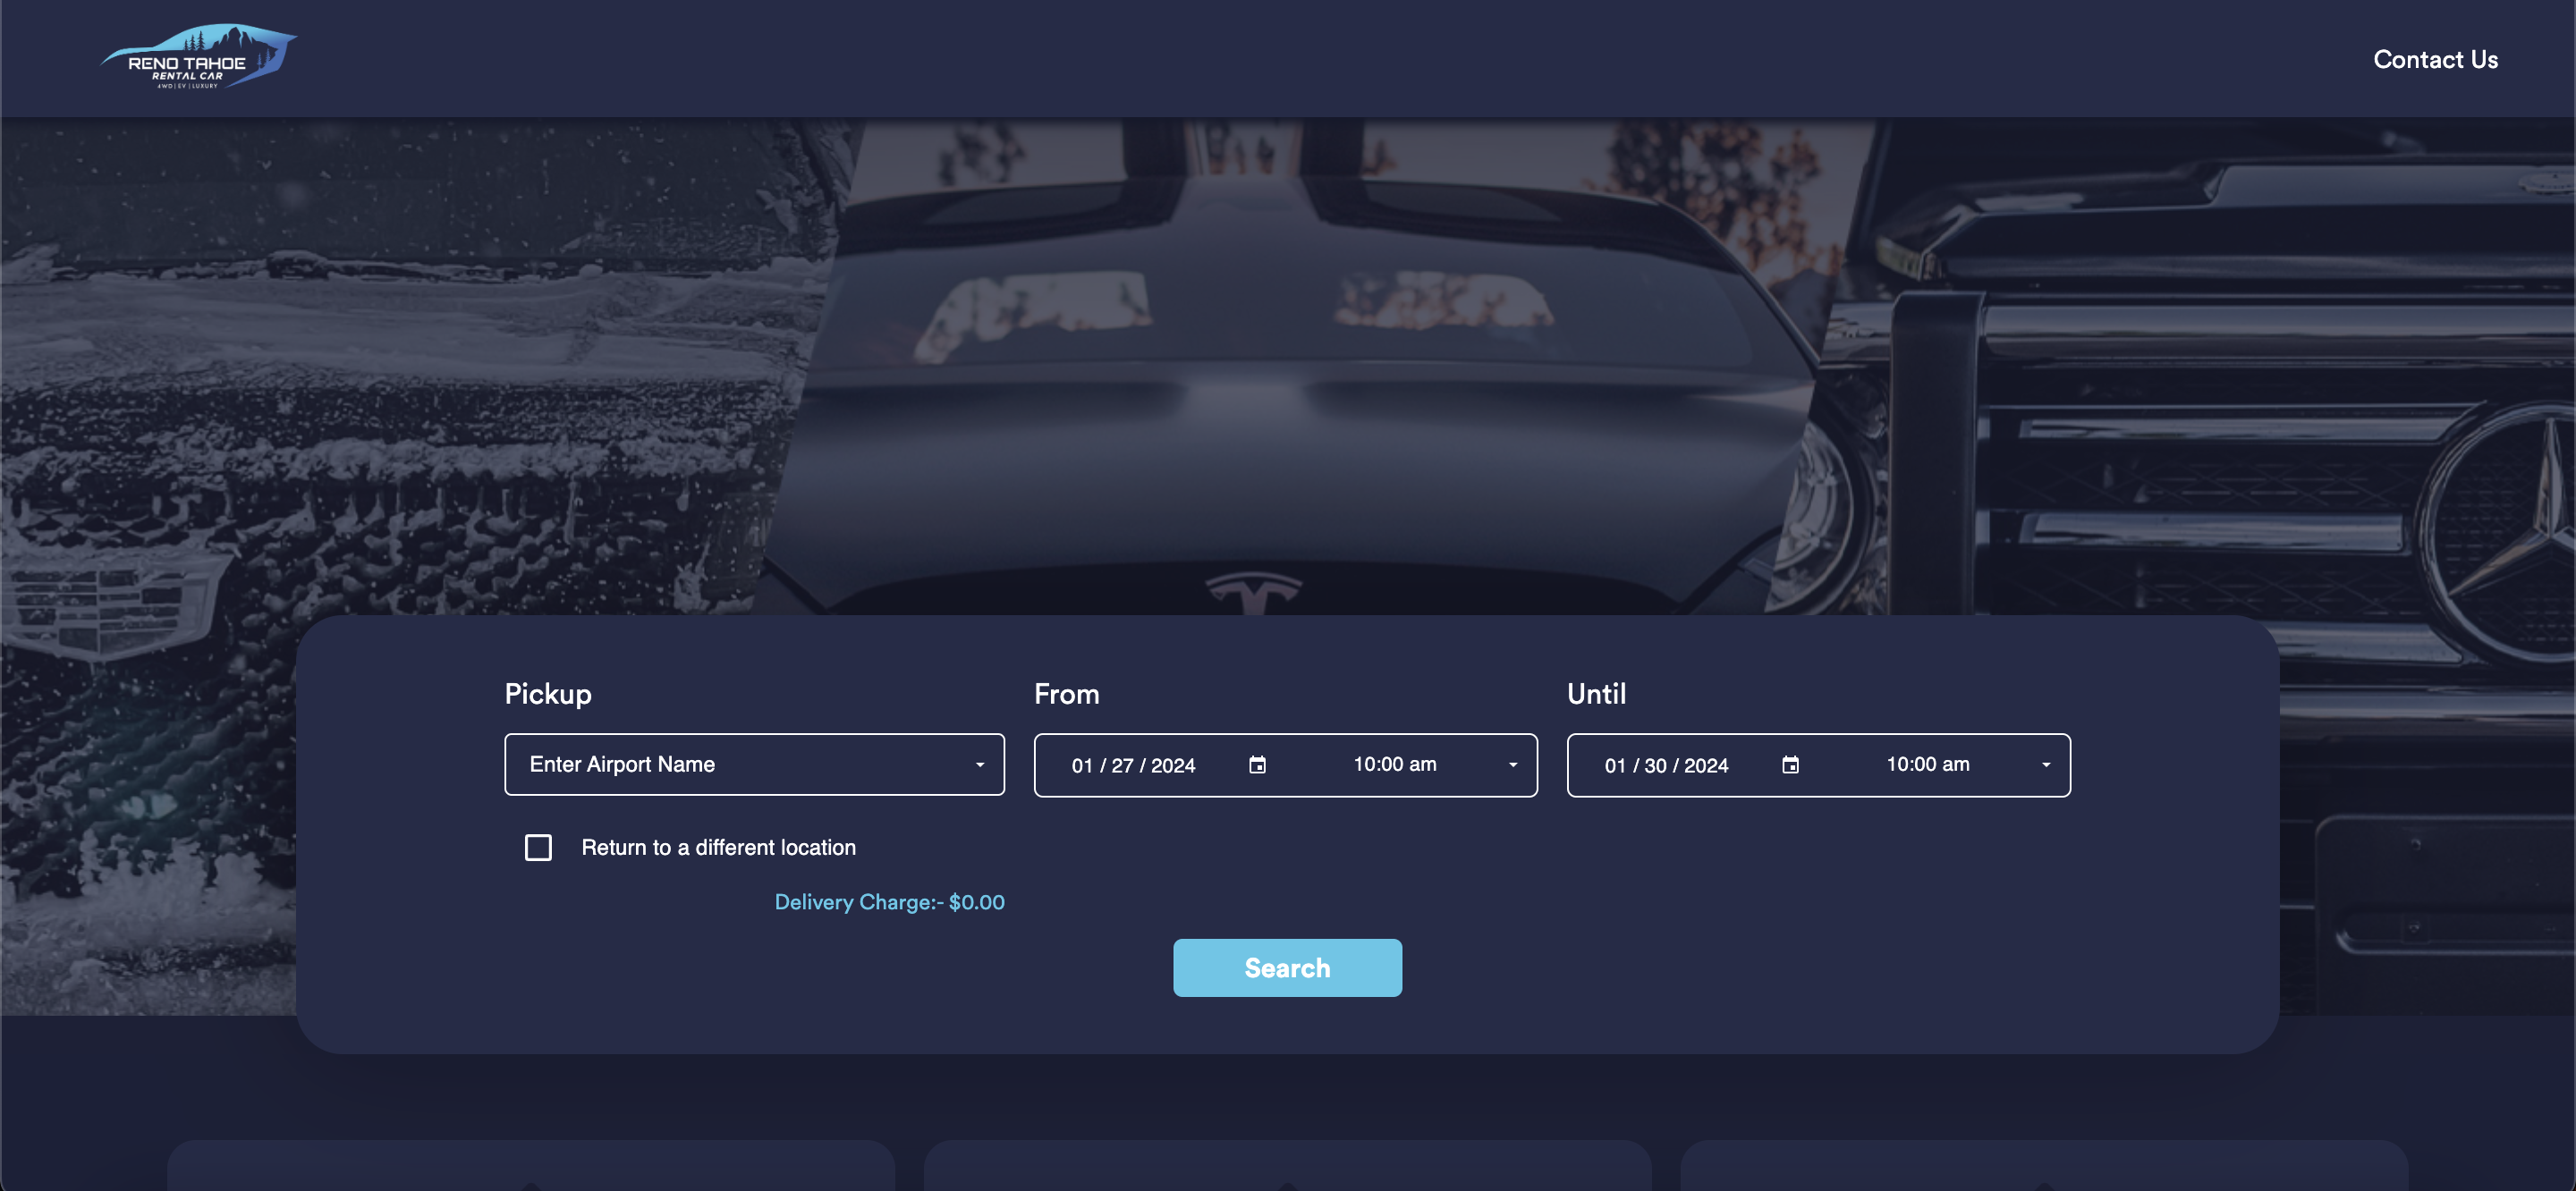 RENO TAHOE
RENTAL CAR
4WD | EV | LUXURY
Contact Us
Pickup
From
Until
Enter Airport Name
01 / 27 / 2024
10:00 am
01 / 30 / 2024
10:00 am
Return to a different location
Delivery Charge:- $0.00
Search